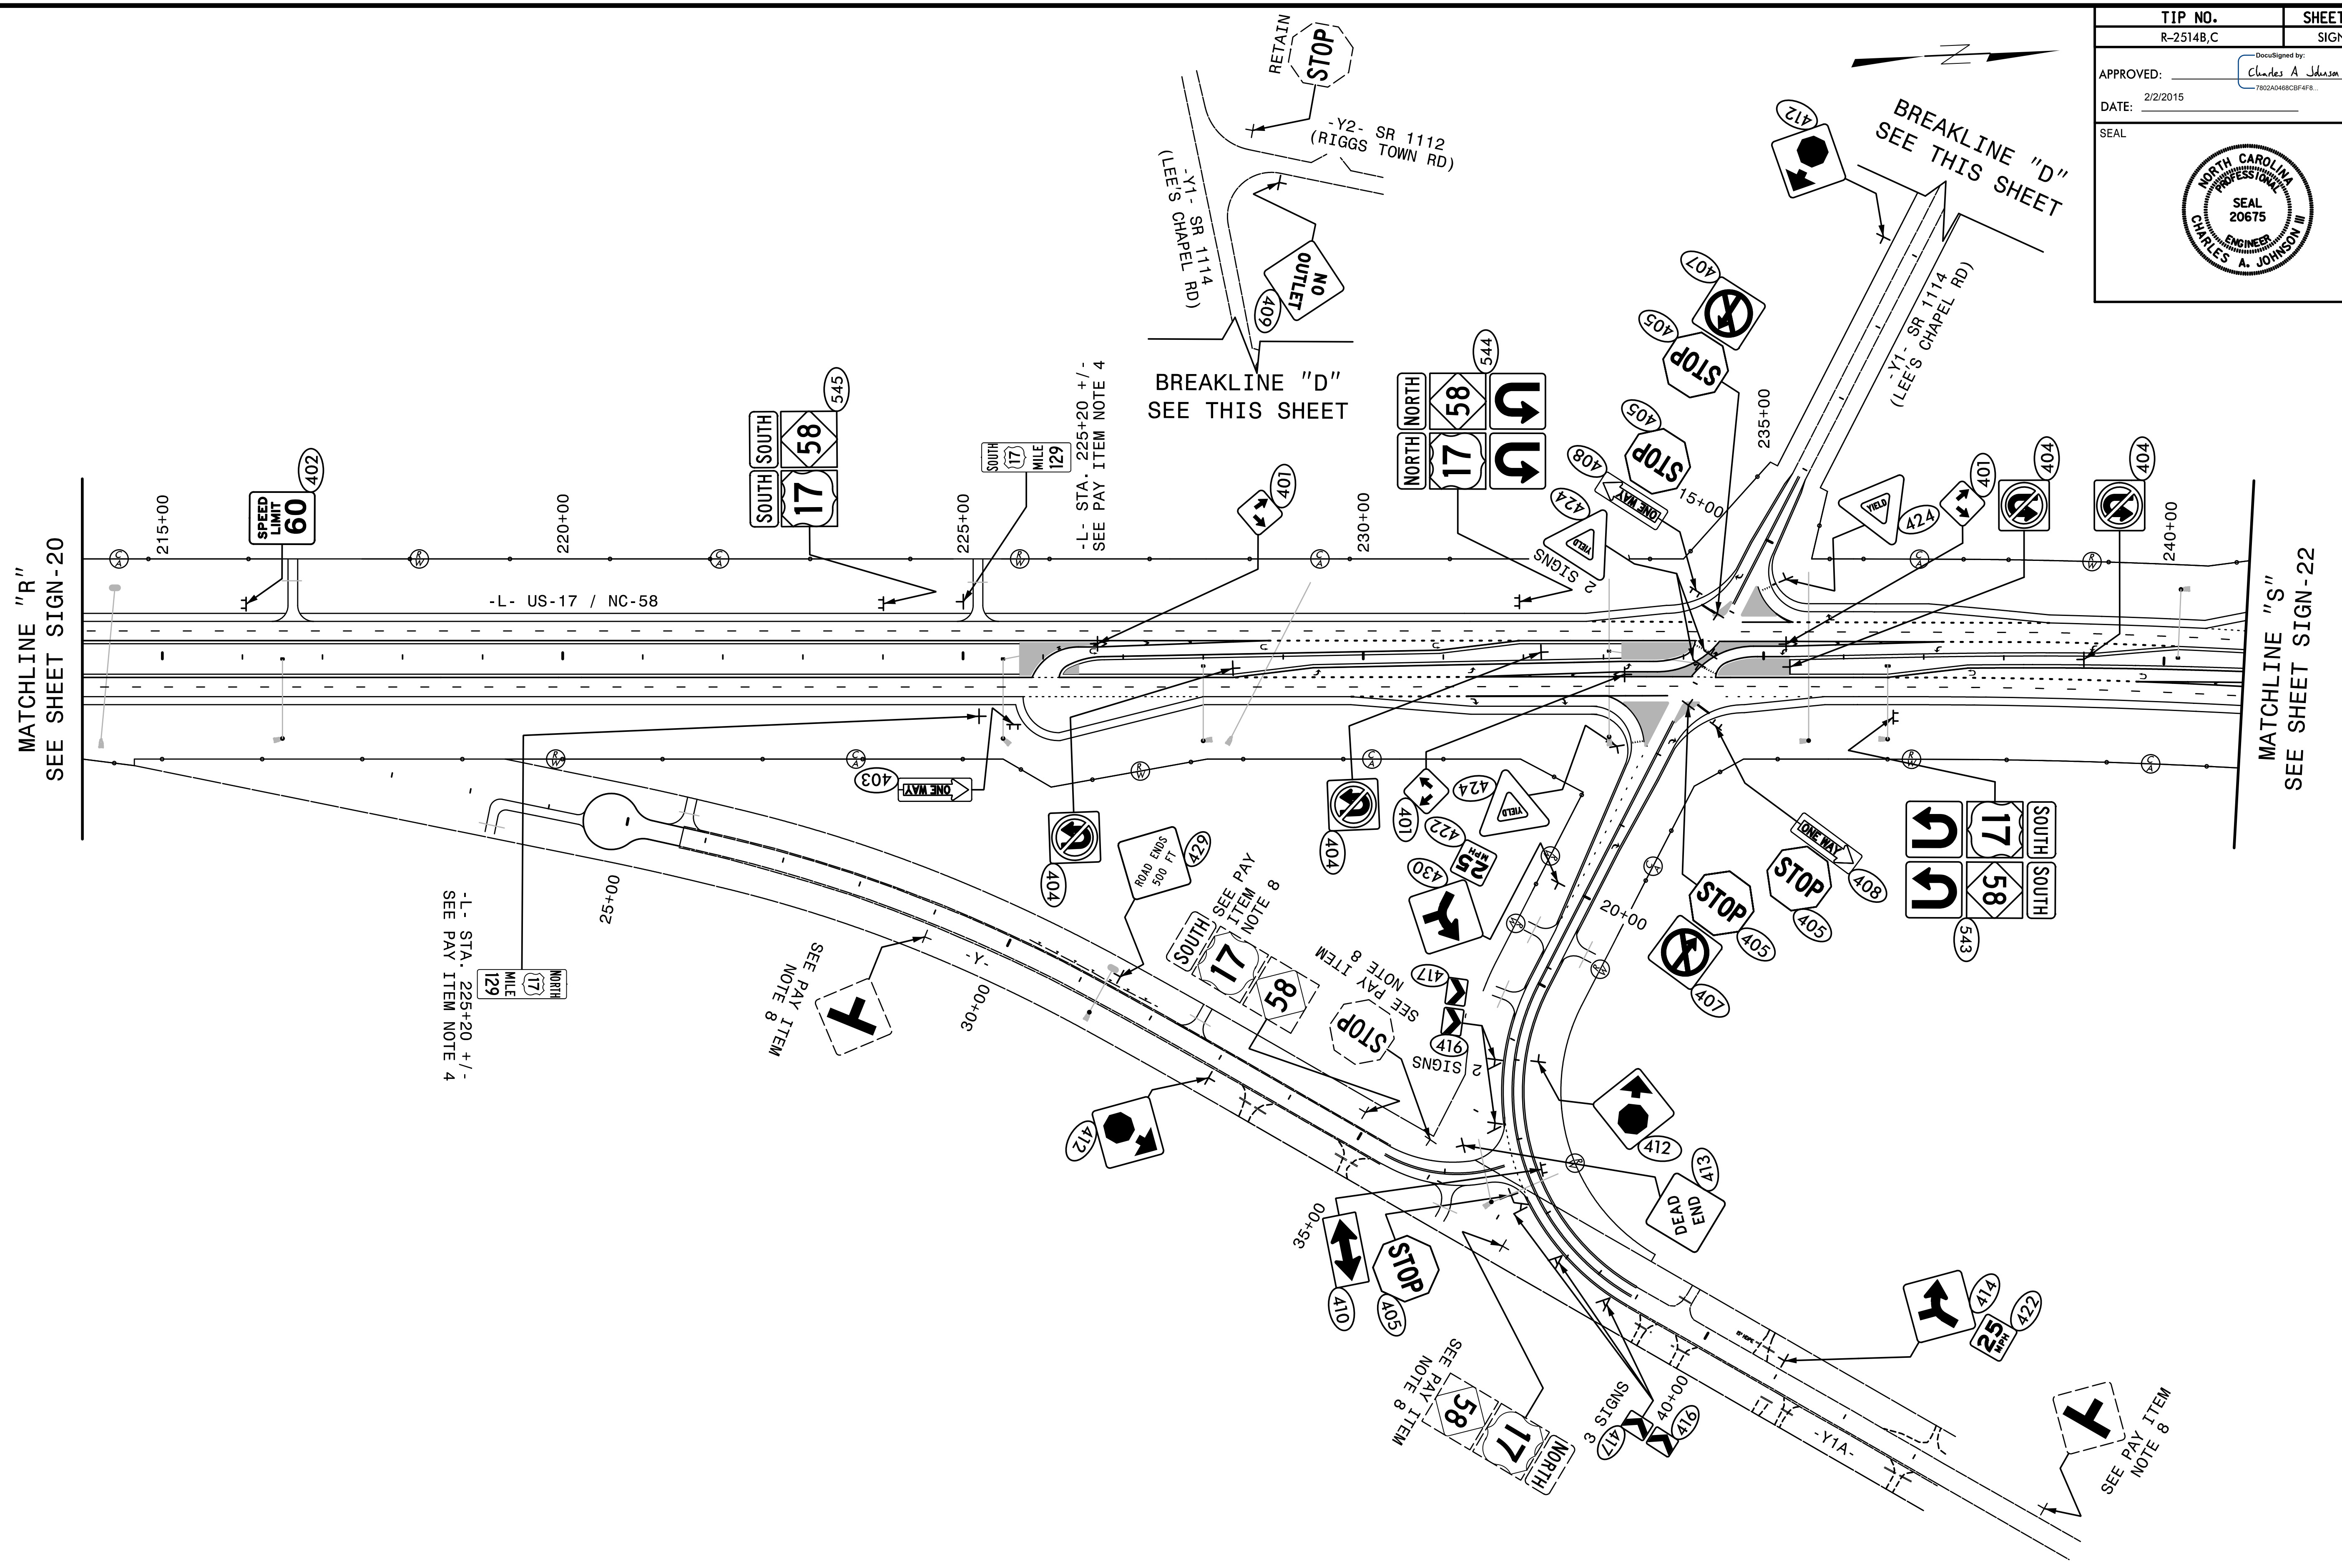 TIP NO.
SHEET
R-2514B,C
SIGN
DocuSigned by:
APPROVED:
Charles A Johnson
7802A0468CBF4F8...
DATE: 2/2/2015
SEAL
NORTH CAROLINA
PROFESSIONAL
SEAL
20675
ENGINEER
CHARLES A. JOHNSON III
RETAIN
STOP
-Y2- SR 1112
(RIGGS TOWN RD)
-Y1- SR 1114
(LEE'S CHAPEL RD)
NO
OUTLET
409
BREAKLINE "D"
SEE THIS SHEET
412
BREAKLINE "D"
SEE THIS SHEET
-Y1- SR 1114
(LEE'S CHAPEL RD)
MATCHLINE "R"
SEE SHEET SIGN-20
215+00
SPEED
LIMIT
60
402
220+00
SOUTH SOUTH
17 58
545
225+00
SOUTH
17
MILE
129
-L- STA. 225+20 +/-
SEE PAY ITEM NOTE 4
401
230+00
NORTH NORTH
17 58
544
407
405
STOP
405
STOP
408
ONE WAY
424
YIELD
2 SIGNS
15+00
235+00
YIELD
424
401
404
404
240+00
MATCHLINE "S"
SEE SHEET SIGN-22
-L- US-17 / NC-58
403
ONE WAY
404
404
401
424
YIELD
422
25
MPH
430
ROAD ENDS
500 FT
429
25+00
-L- STA. 225+20 +/-
SEE PAY ITEM NOTE 4
NORTH
17
MILE
129
SEE PAY ITEM
NOTE 8
-Y-
30+00
SEE PAY
ITEM
NOTE 8
SOUTH
17
58
SEE PAY ITEM
NOTE 8
STOP
417
416
2 SIGNS
20+00
STOP
405
407
STOP
405
ONE WAY
408
SOUTH SOUTH
17 58
543
412
412
DEAD
END
413
35+00
410
STOP
405
SEE PAY ITEM
NOTE 8
58
17
NORTH
3 SIGNS
417
416
40+00
414
25
MPH
422
-Y1A-
SEE PAY ITEM
NOTE 8
C
A
R
W
C
A
R
W
C
A
C
A
R
W
R
W
C
A
R
W
C
A
R
W
C
A
C
A
R
W
R
W